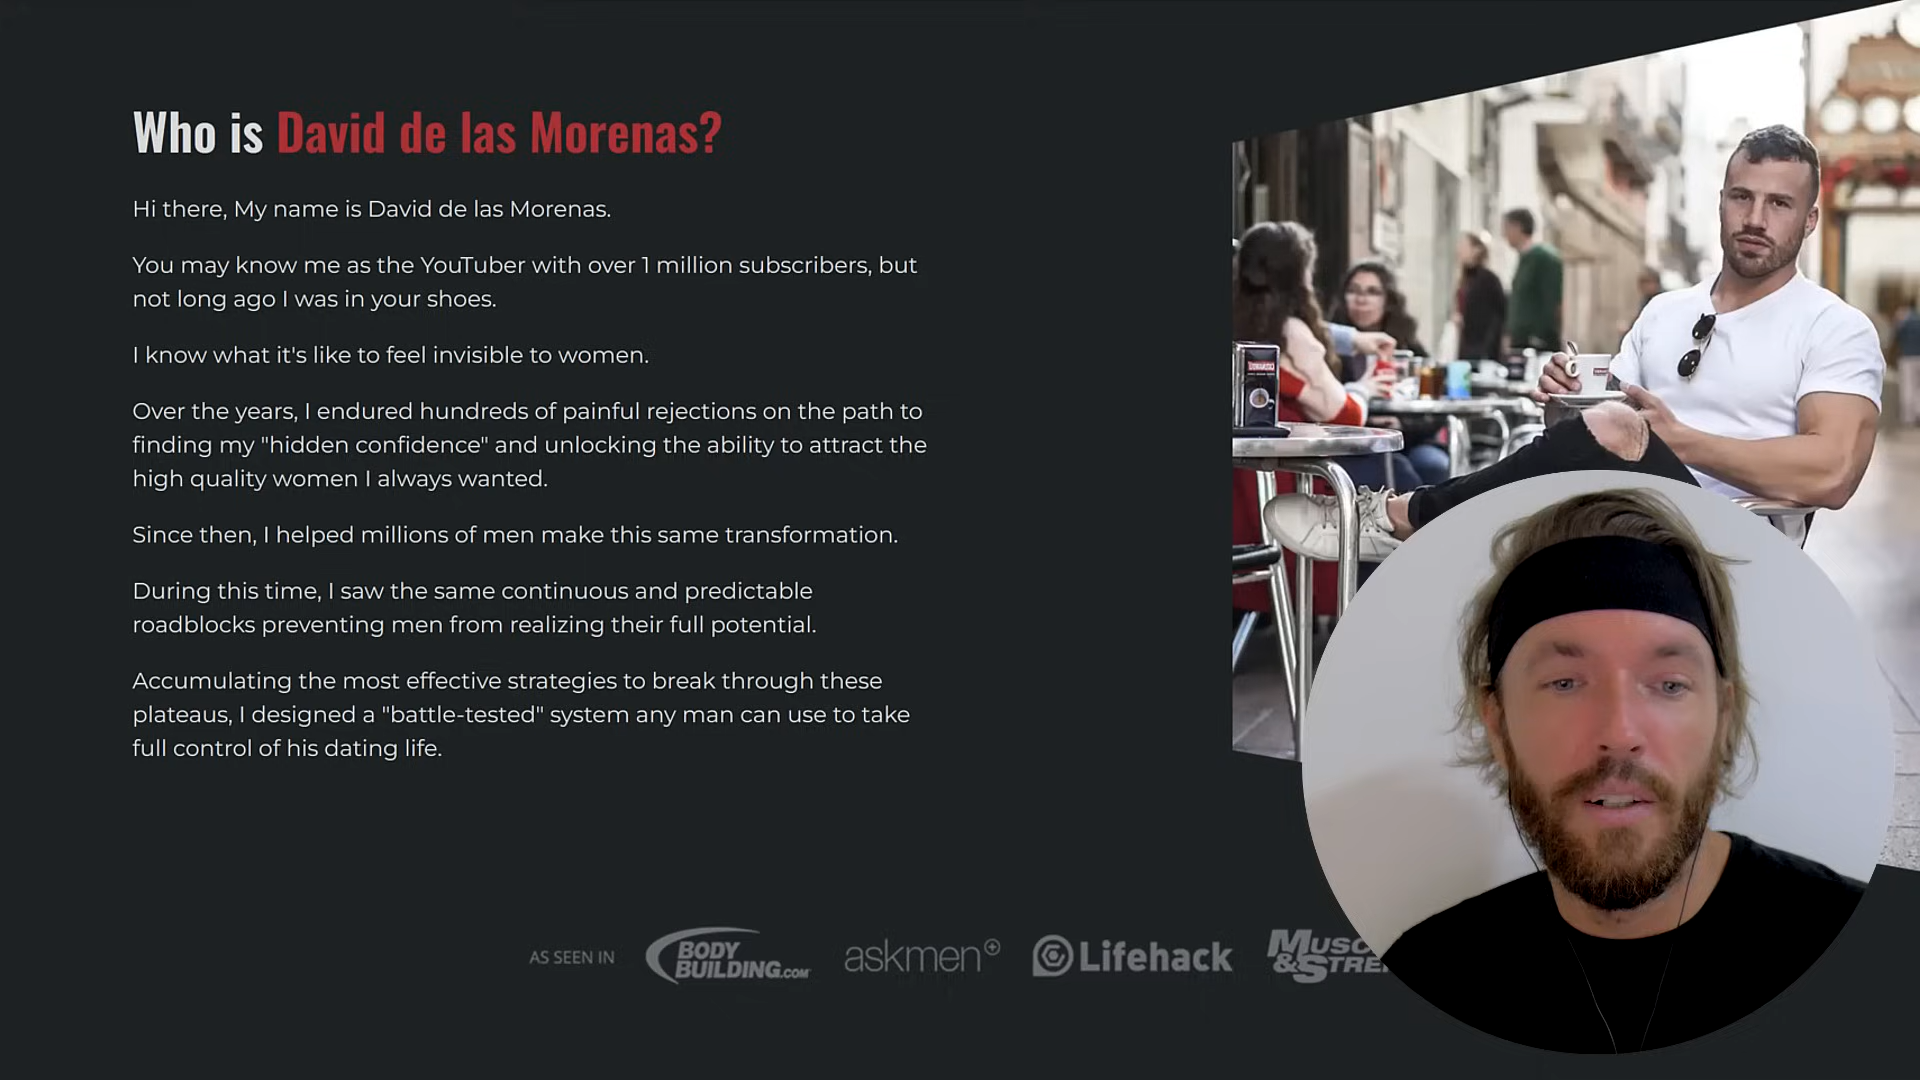 Who is David de las Morenas?
Hi there, My name is David de las Morenas.
You may know me as the YouTuber with over 1 million subscribers, but
not long ago I was in your shoes.
I know what it's like to feel invisible to women.
Over the years, I endured hundreds of painful rejections on the path to
finding my "hidden confidence" and unlocking the ability to attract the
high quality women I always wanted.
Since then, I helped millions of men make this same transformation.
During this time, I saw the same continuous and predictable
roadblocks preventing men from realizing their full potential.
Accumulating the most effective strategies to break through these
plateaus, I designed a "battle-tested" system any man can use to take
full control of his dating life.
AS SEEN IN
BODY
BUILDING.COM
askmen
Lifehack